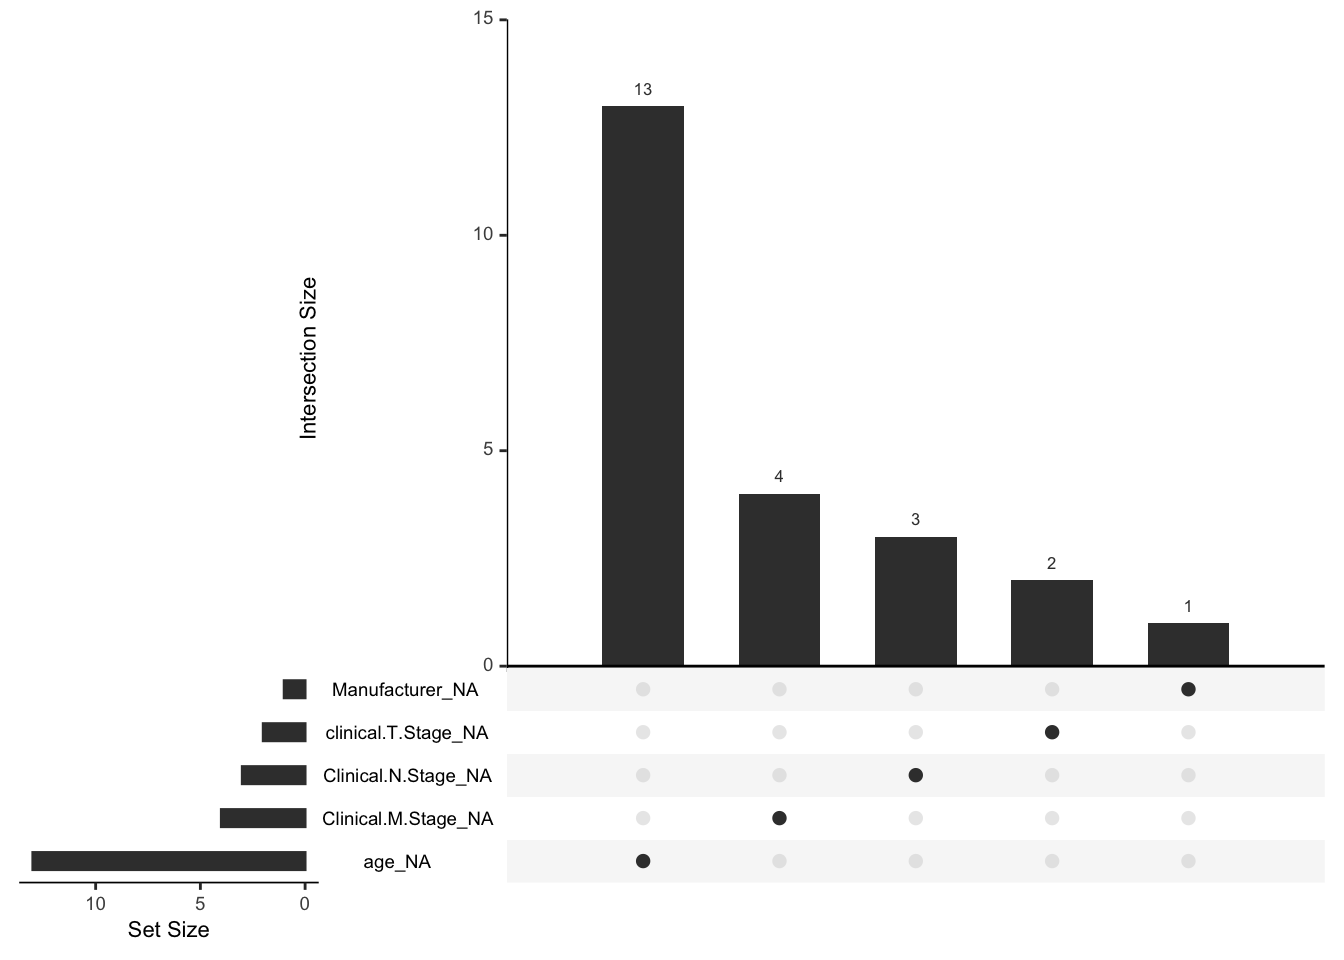 15
13
10
Intersection Size
5
4
3
2
1
0
Manufacturer_NA
clinical.T.Stage_NA
Clinical.N.Stage_NA
Clinical.M.Stage_NA
age_NA
10 5 0
Set Size